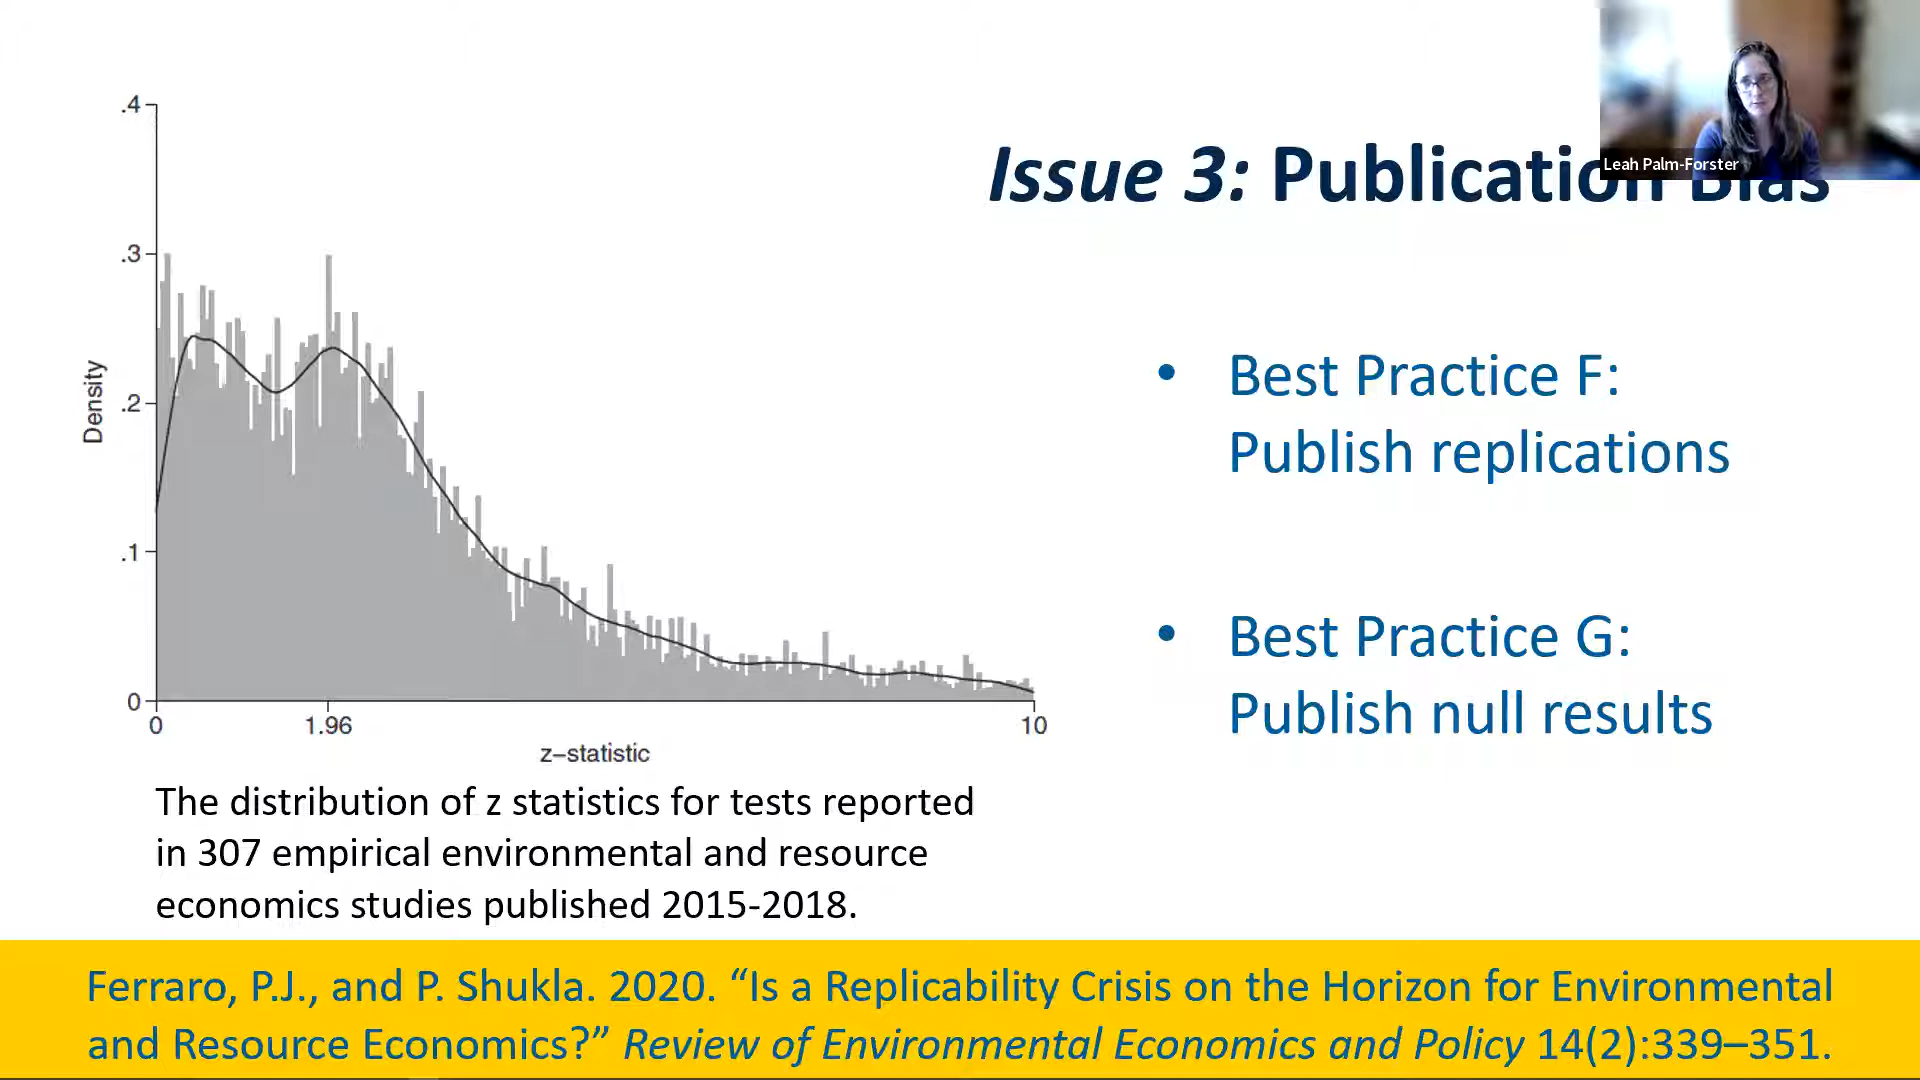 Leah Palm-Forster
Issue 3: Publication Bias
.4
.3
.2
.1
0
Density
0 1.96 10
z–statistic
The distribution of z statistics for tests reported
in 307 empirical environmental and resource
economics studies published 2015-2018.
• Best Practice F:
Publish replications
• Best Practice G:
Publish null results
Ferraro, P.J., and P. Shukla. 2020. “Is a Replicability Crisis on the Horizon for Environmental
and Resource Economics?” Review of Environmental Economics and Policy 14(2):339–351.